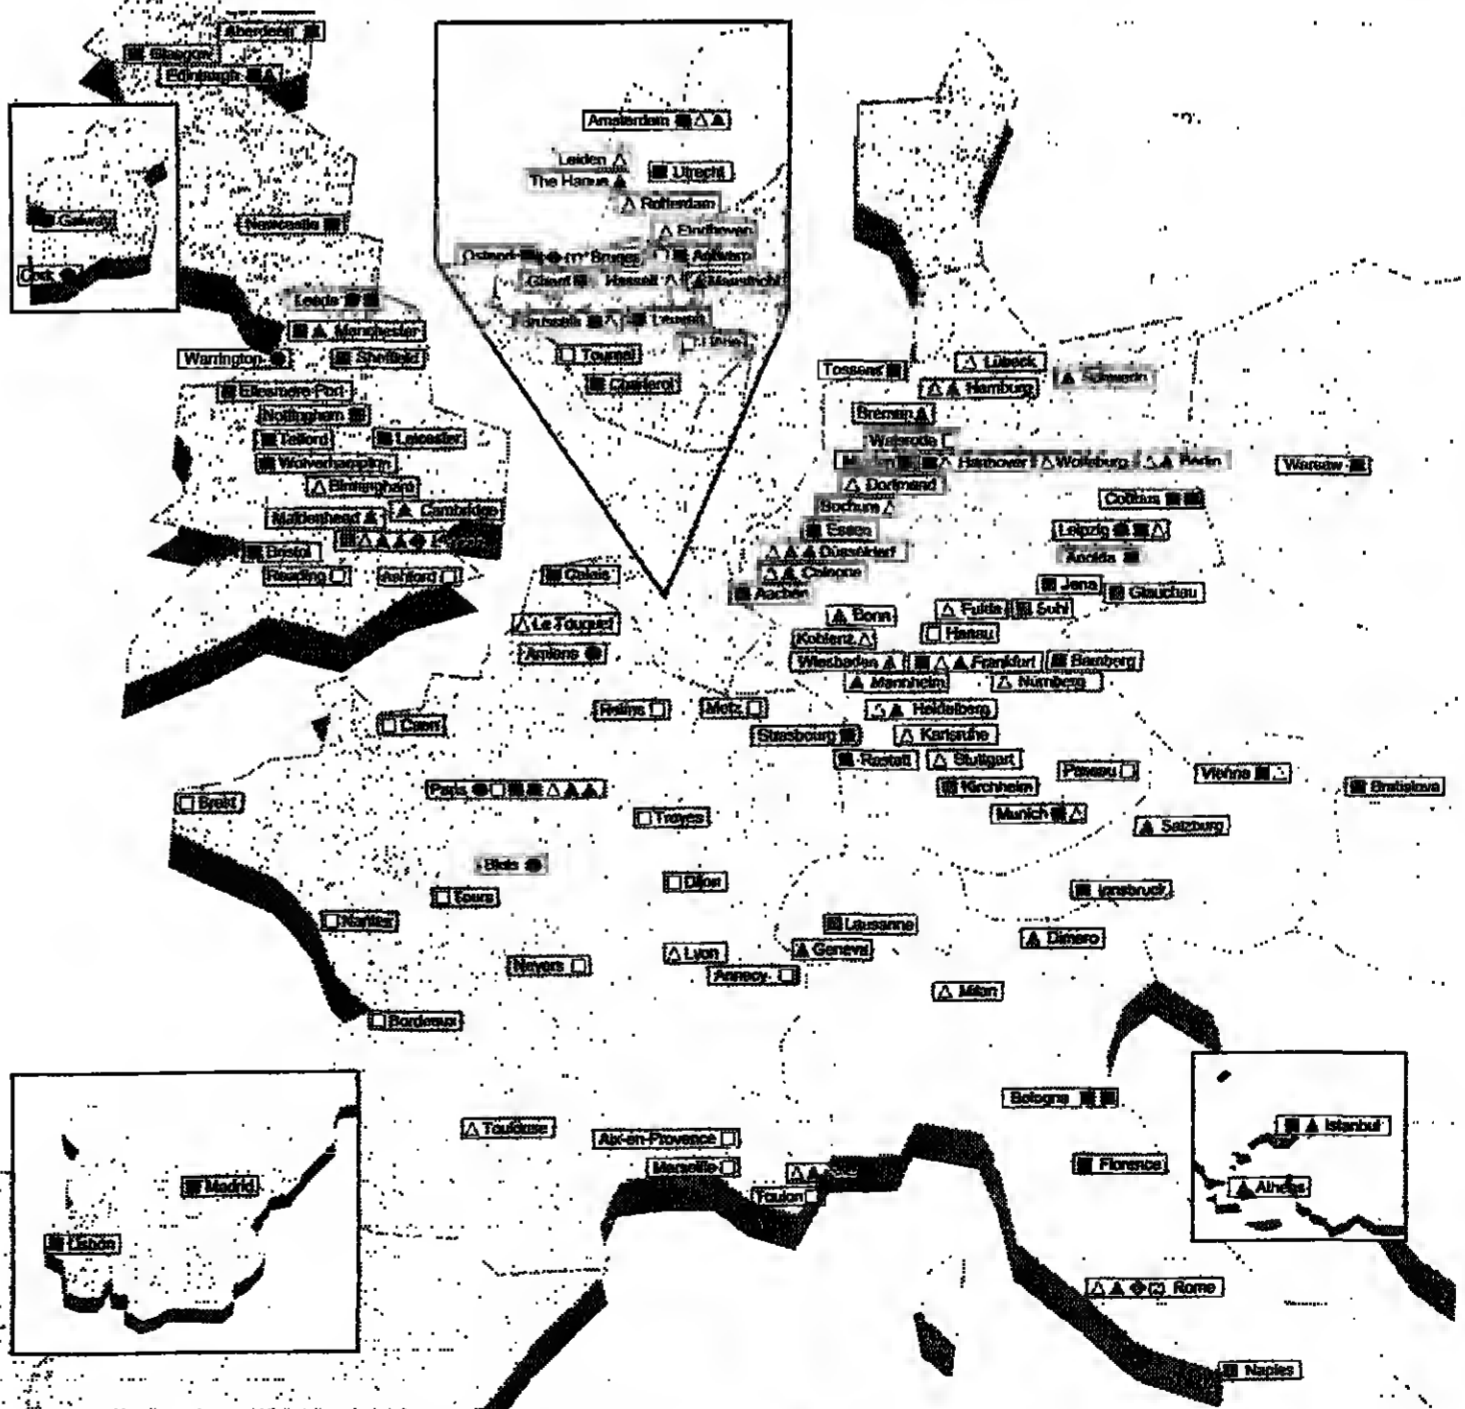 Aberdeen
Glasgow
Edinburgh
Amsterdam
Leiden
Utrecht
The Hague
Rotterdam
Galway
Newcastle
Eindhoven
Ostend
Bruges
Antwerp
Cork
Ghent
Hasselt
Maastricht
Leeds
Brussels
Manchester
Warrington
Sheffield
Tournai
Lübeck
Tossens
Hamburg
Schwerin
Charleroi
Ellesmere Port
Nottingham
Bremen
Telford
Leicester
Walsrode
Wolverhampton
Hannover
Wolfsburg
Berlin
Warsaw
Birmingham
Dortmund
Cottbus
Cambridge
Bochum
Maidenhead
Essen
Leipzig
Bristol
Düsseldorf
Apolda
Reading
Ashford
Calais
Cologne
Aachen
Jena
Glauchau
Bonn
Fulda
Suhl
Le Touquet
Koblenz
Hanau
Amiens
Wiesbaden
Frankfurt
Bamberg
Mannheim
Nürnberg
Reims
Metz
Heidelberg
Caen
Strasbourg
Karlsruhe
Rastatt
Stuttgart
Passau
Vienna
Paris
Kirchheim
Bratislava
Brest
Troyes
Munich
Salzburg
Blois
Dijon
Innsbruck
Tours
Nantes
Lausanne
Geneva
Dimaro
Nevers
Lyon
Annecy
Milan
Bordeaux
Bologna
Toulouse
Aix-en-Provence
Istanbul
Marseille
Florence
Madrid
Toulon
Athens
Lisbon
(2) Rome
Naples